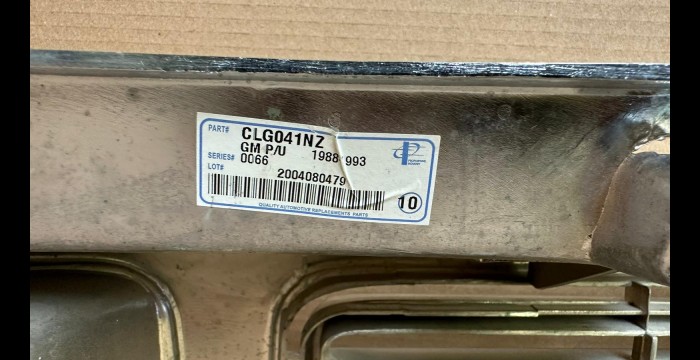 PART# CLG041NZ
GM P/U 1988 993
SERIES# 0066
LOT# 2004080479
10
QUALITY AUTOMOTIVE REPLACEMENTS PARTS